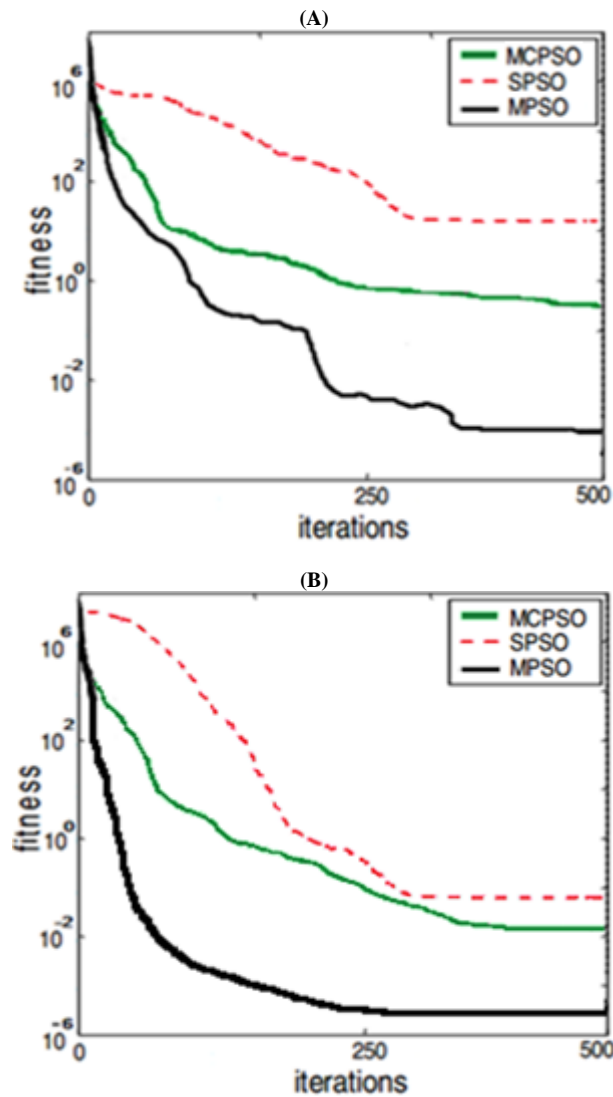 (A)
MCPSO
SPSO
MPSO
10^6
10^2
10^0
10^-2
10^-6
fitness
0 250 500
iterations
(B)
MCPSO
SPSO
MPSO
10^6
10^2
10^0
10^-2
10^-6
fitness
0 250 500
iterations